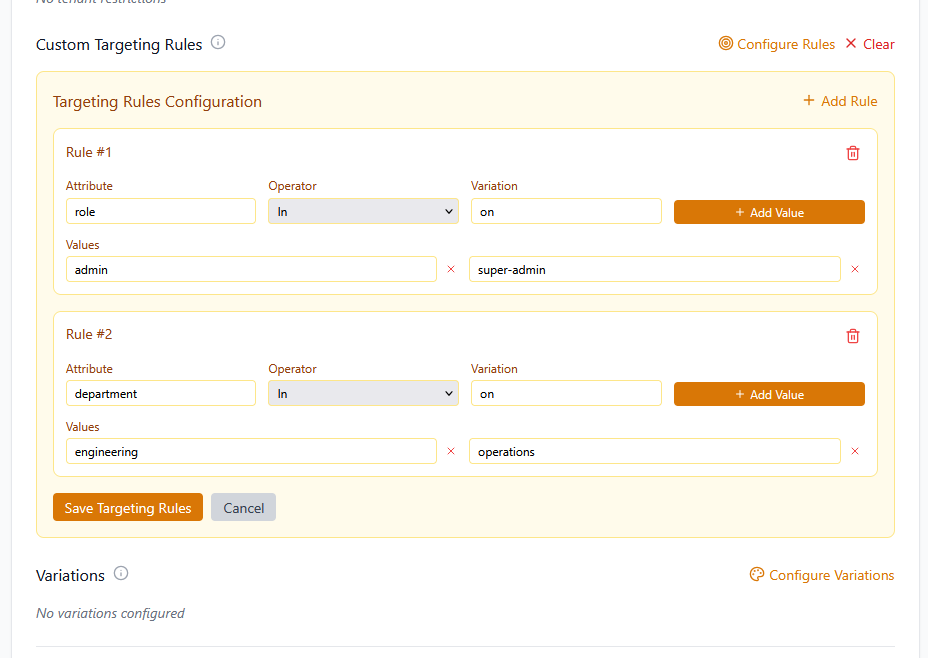 No tenant restrictions
Custom Targeting Rules
Configure Rules
Clear
Targeting Rules Configuration
+ Add Rule
Rule #1
Attribute
Operator
Variation
role
In
on
+ Add Value
Values
admin
super-admin
Rule #2
Attribute
Operator
Variation
department
In
on
+ Add Value
Values
engineering
operations
Save Targeting Rules
Cancel
Variations
Configure Variations
No variations configured